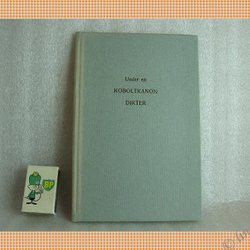 Under en
KOBOLTKANON
DIKTER
BP